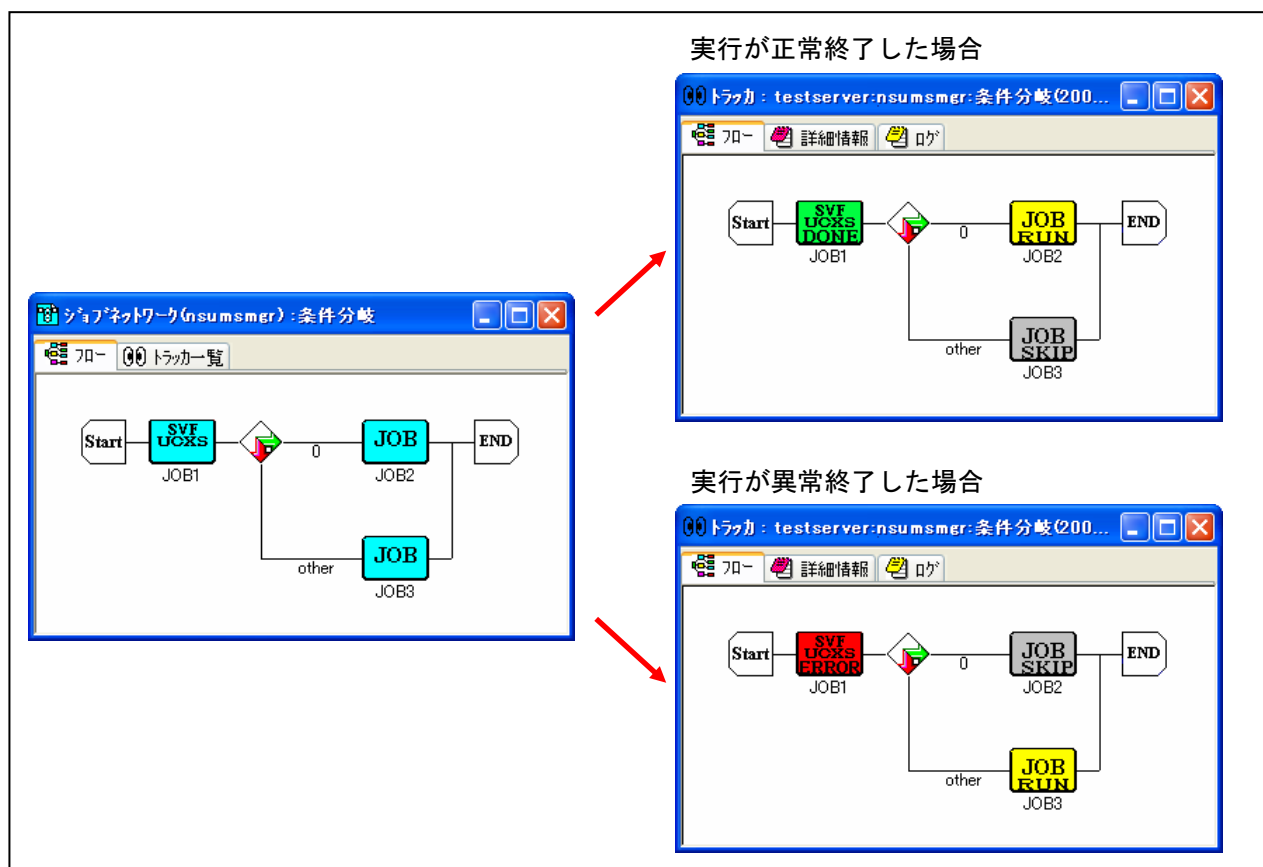 実行が正常終了した場合
トラッカ : testserver:nsumsmgr:条件分岐(200...
フロー 詳細情報 ログ
Start SVF UCXS DONE 0 JOB RUN END
JOB1 JOB2
other JOB SKIP
JOB3
ジョブネットワーク(nsumsmgr):条件分岐
フロー トラッカ一覧
Start SVF UCXS 0 JOB END
JOB1 JOB2
other JOB
JOB3
実行が異常終了した場合
トラッカ : testserver:nsumsmgr:条件分岐(200...
フロー 詳細情報 ログ
Start SVF UCXS ERROR 0 JOB SKIP END
JOB1 JOB2
other JOB RUN
JOB3